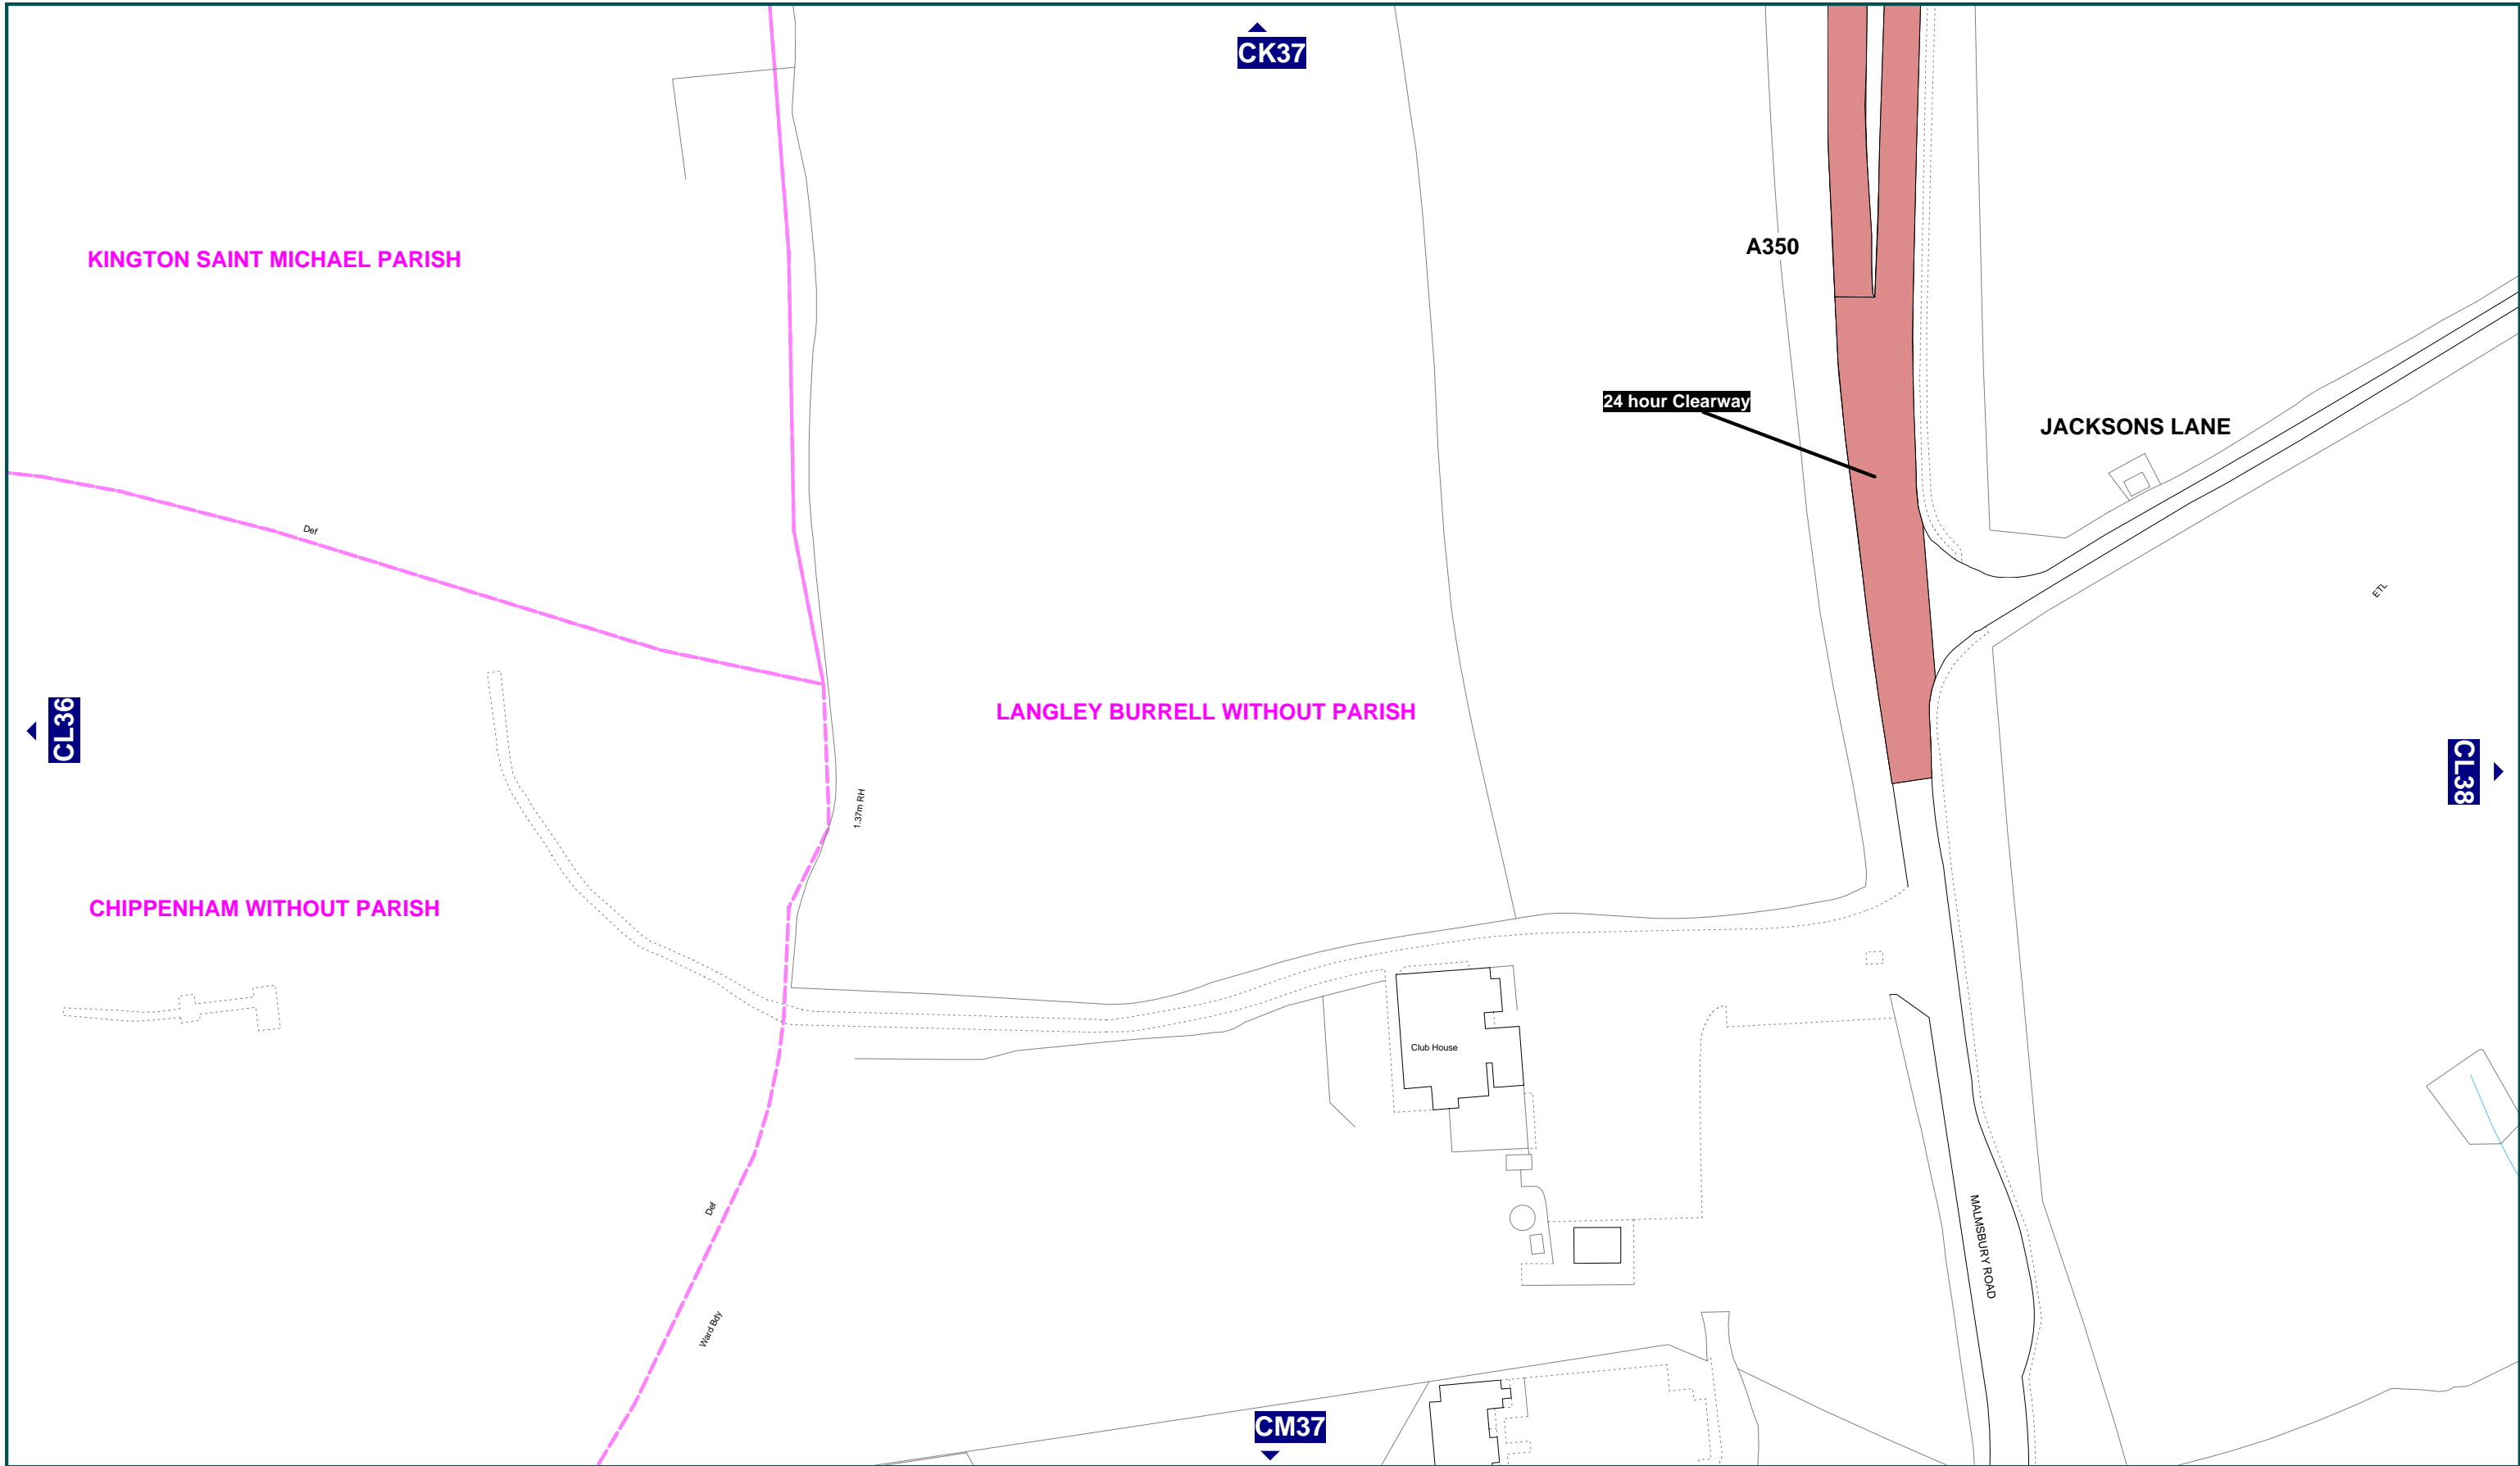 CK37
KINGTON SAINT MICHAEL PARISH
A350
24 hour Clearway
JACKSONS LANE
Def
ETL
CL36
LANGLEY BURRELL WITHOUT PARISH
CL38
1.37m RH
CHIPPENHAM WITHOUT PARISH
Club House
Def
MALMSBURY ROAD
Ward Bdy
CM37